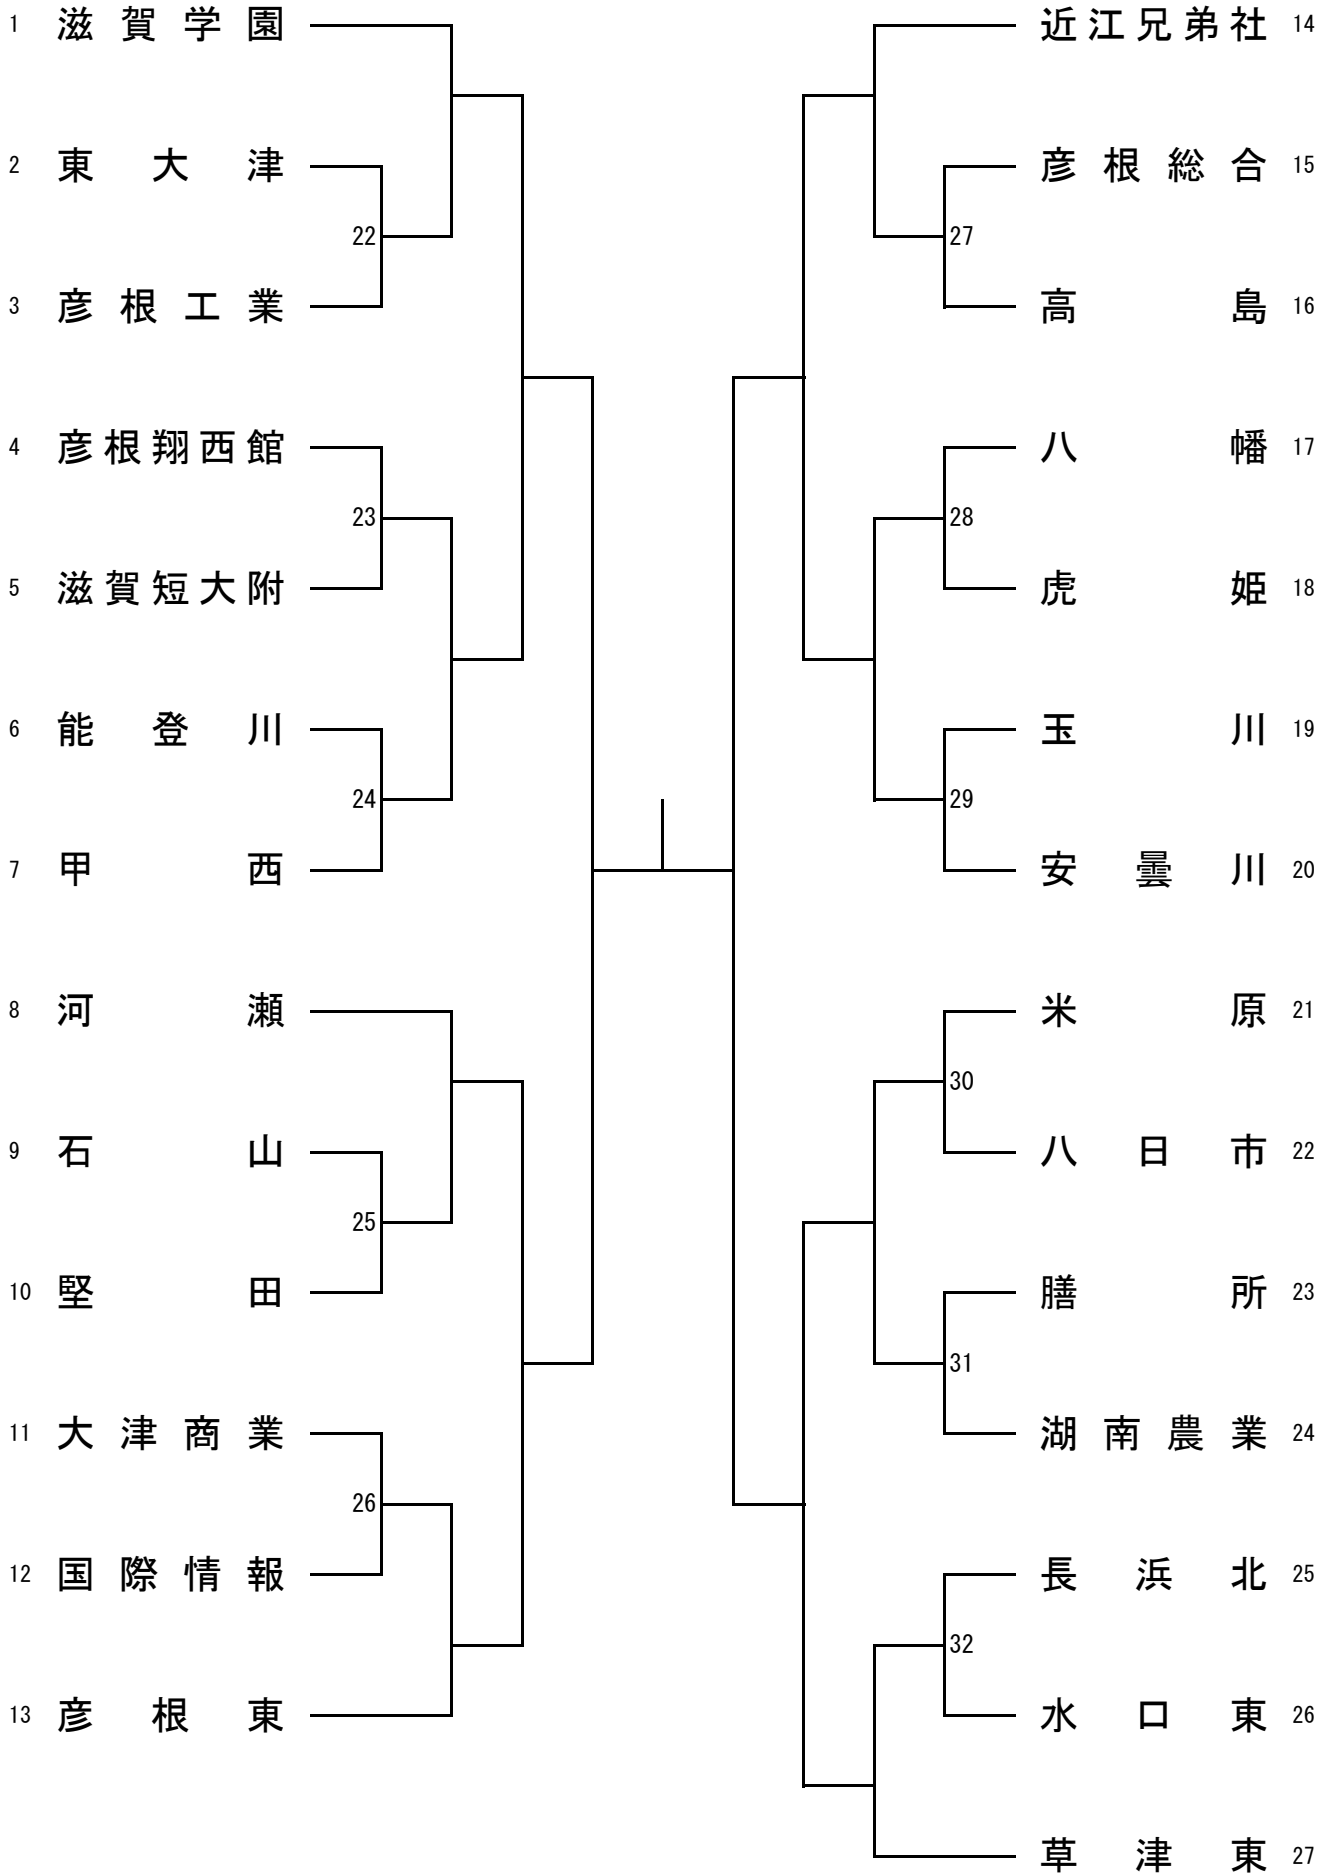 1 滋賀学園
2 東大津
22
3 彦根工業
4 彦根翔西館
23
5 滋賀短大附
6 能登川
24
7 甲西
8 河瀬
9 石山
25
10 堅田
11 大津商業
26
12 国際情報
13 彦根東
近江兄弟社 14
彦根総合 15
27
高島 16
八幡 17
28
虎姫 18
玉川 19
29
安曇川 20
米原 21
30
八日市 22
膳所 23
31
湖南農業 24
長浜北 25
32
水口東 26
草津東 27